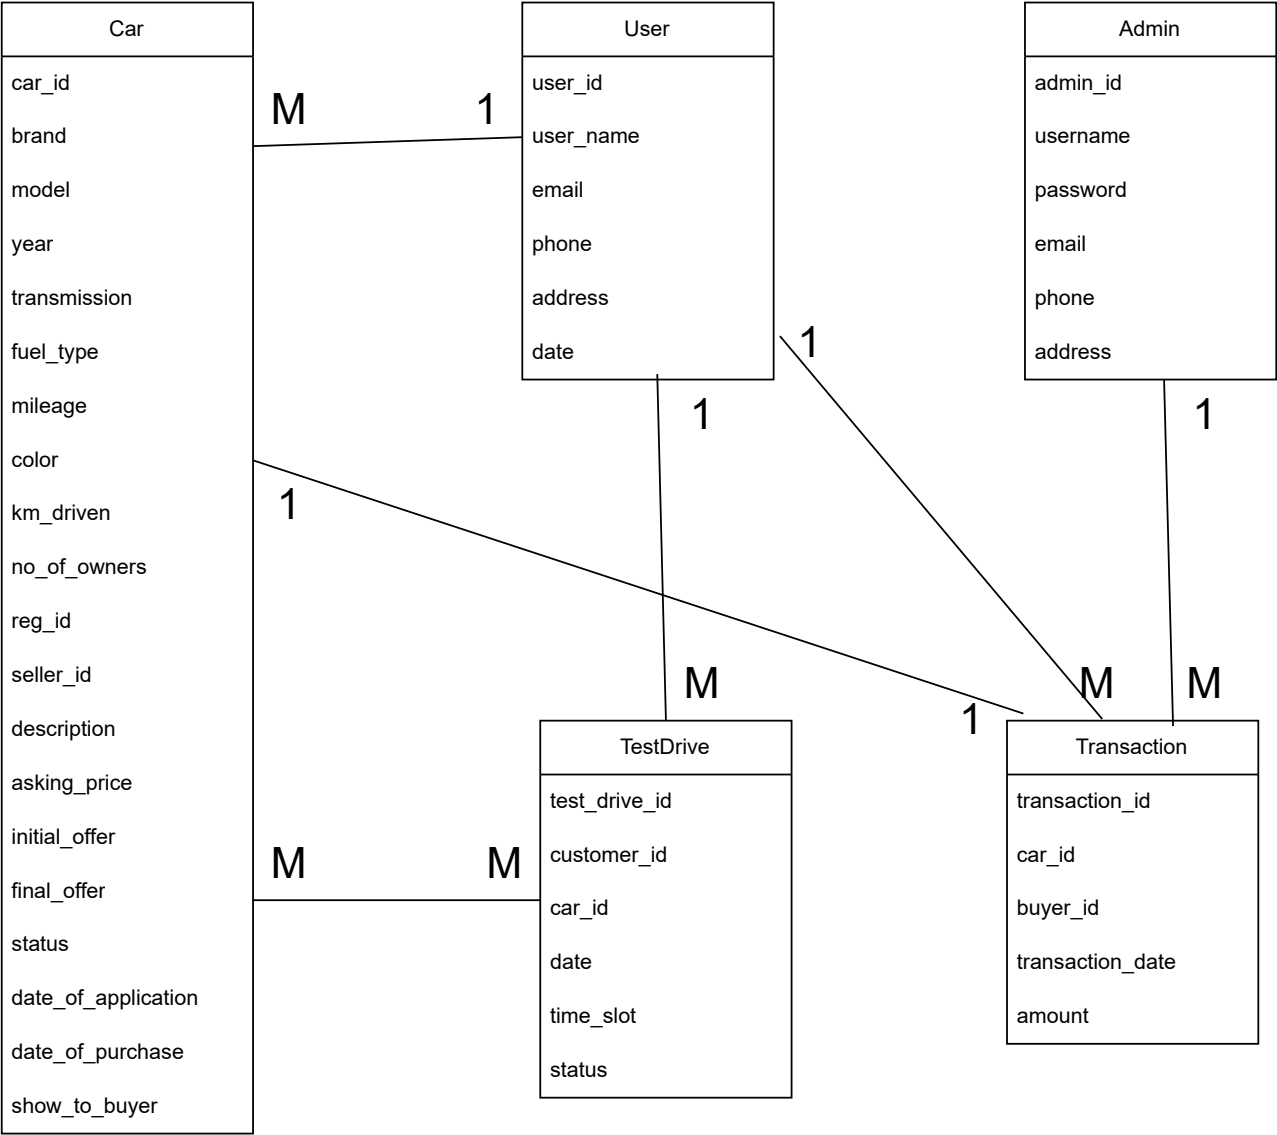 Car
car_id
brand
model
year
transmission
fuel_type
mileage
color
km_driven
no_of_owners
reg_id
seller_id
description
asking_price
initial_offer
final_offer
status
date_of_application
date_of_purchase
show_to_buyer
M
1
User
user_id
user_name
email
phone
address
date
Admin
admin_id
username
password
email
phone
address
1
1
1
1
M
M
M
1
M
M
TestDrive
test_drive_id
customer_id
car_id
date
time_slot
status
Transaction
transaction_id
car_id
buyer_id
transaction_date
amount